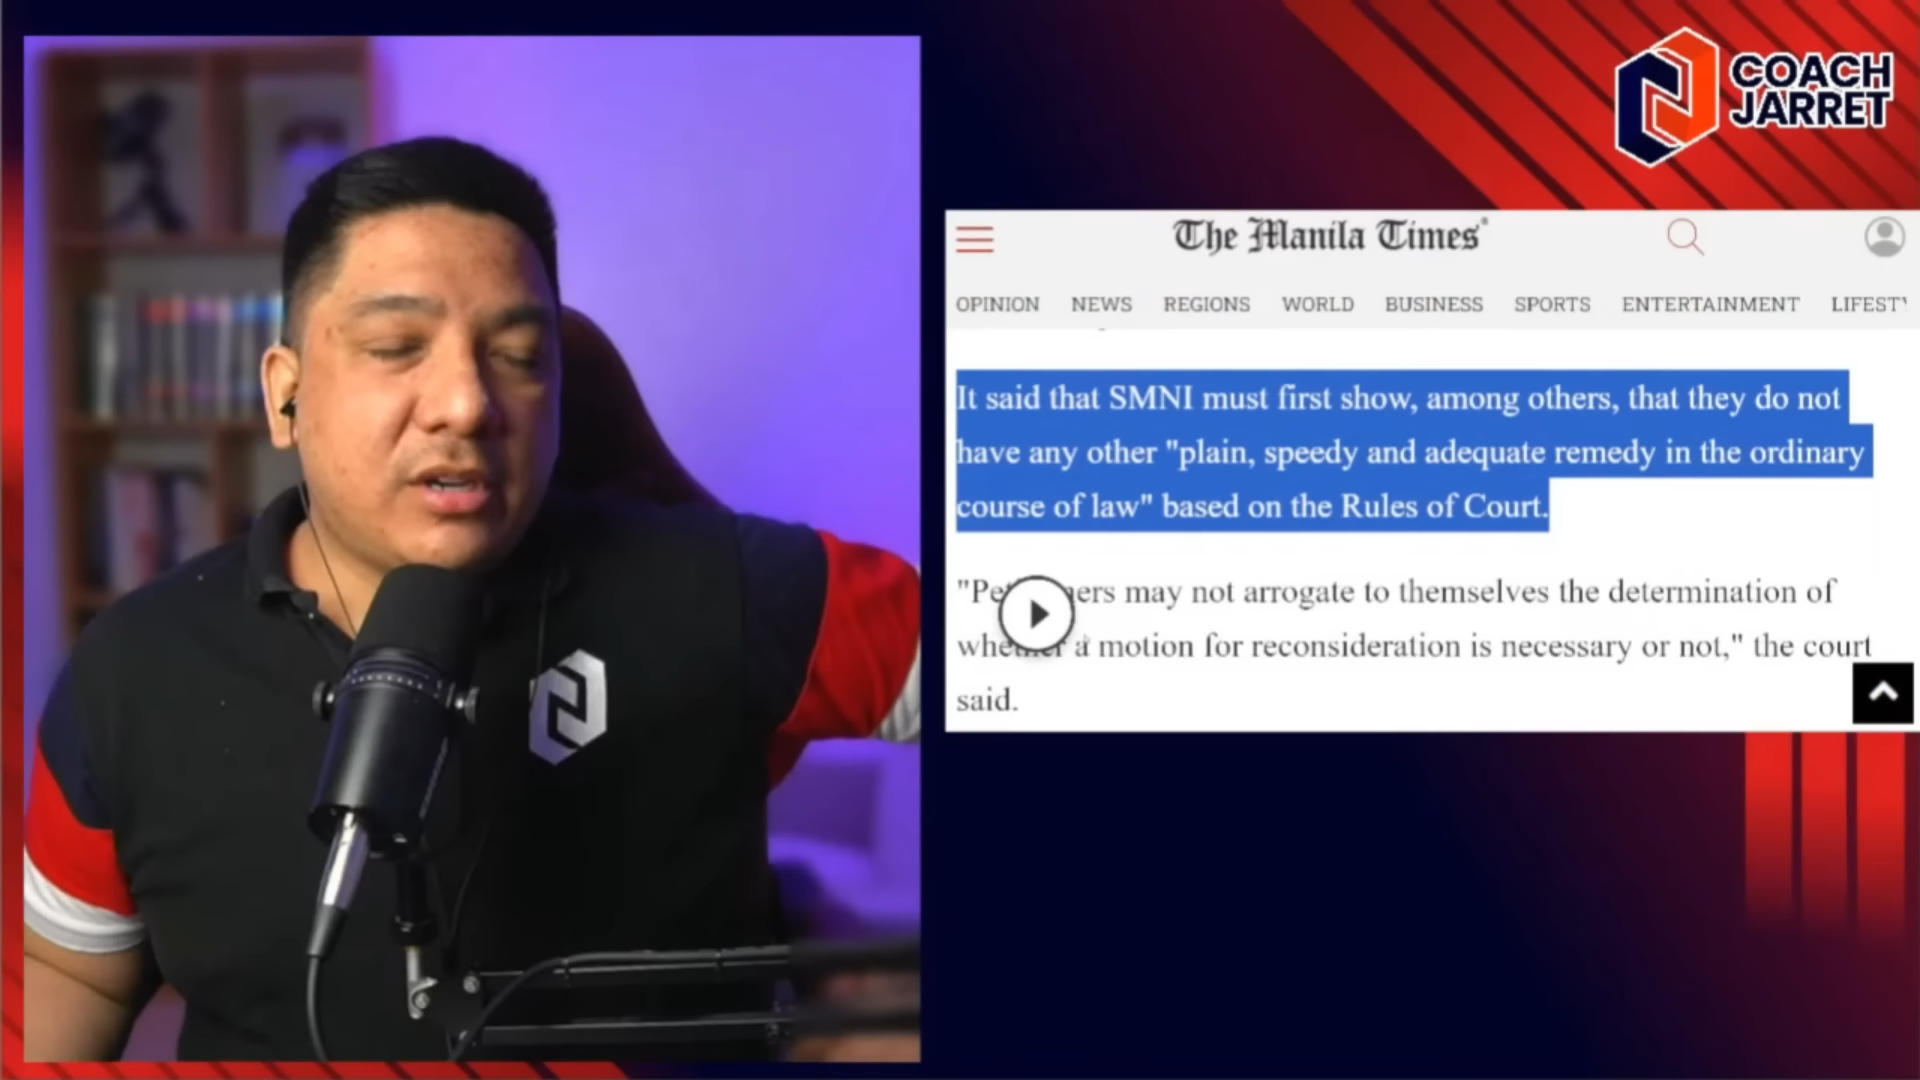 COACH
JARRET
The Manila Times®
OPINION NEWS REGIONS WORLD BUSINESS SPORTS ENTERTAINMENT LIFEST
It said that SMNI must first show, among others, that they do not
have any other "plain, speedy and adequate remedy in the ordinary
course of law" based on the Rules of Court.
"Pe ers may not arrogate to themselves the determination of
whether a motion for reconsideration is necessary or not," the court
said.